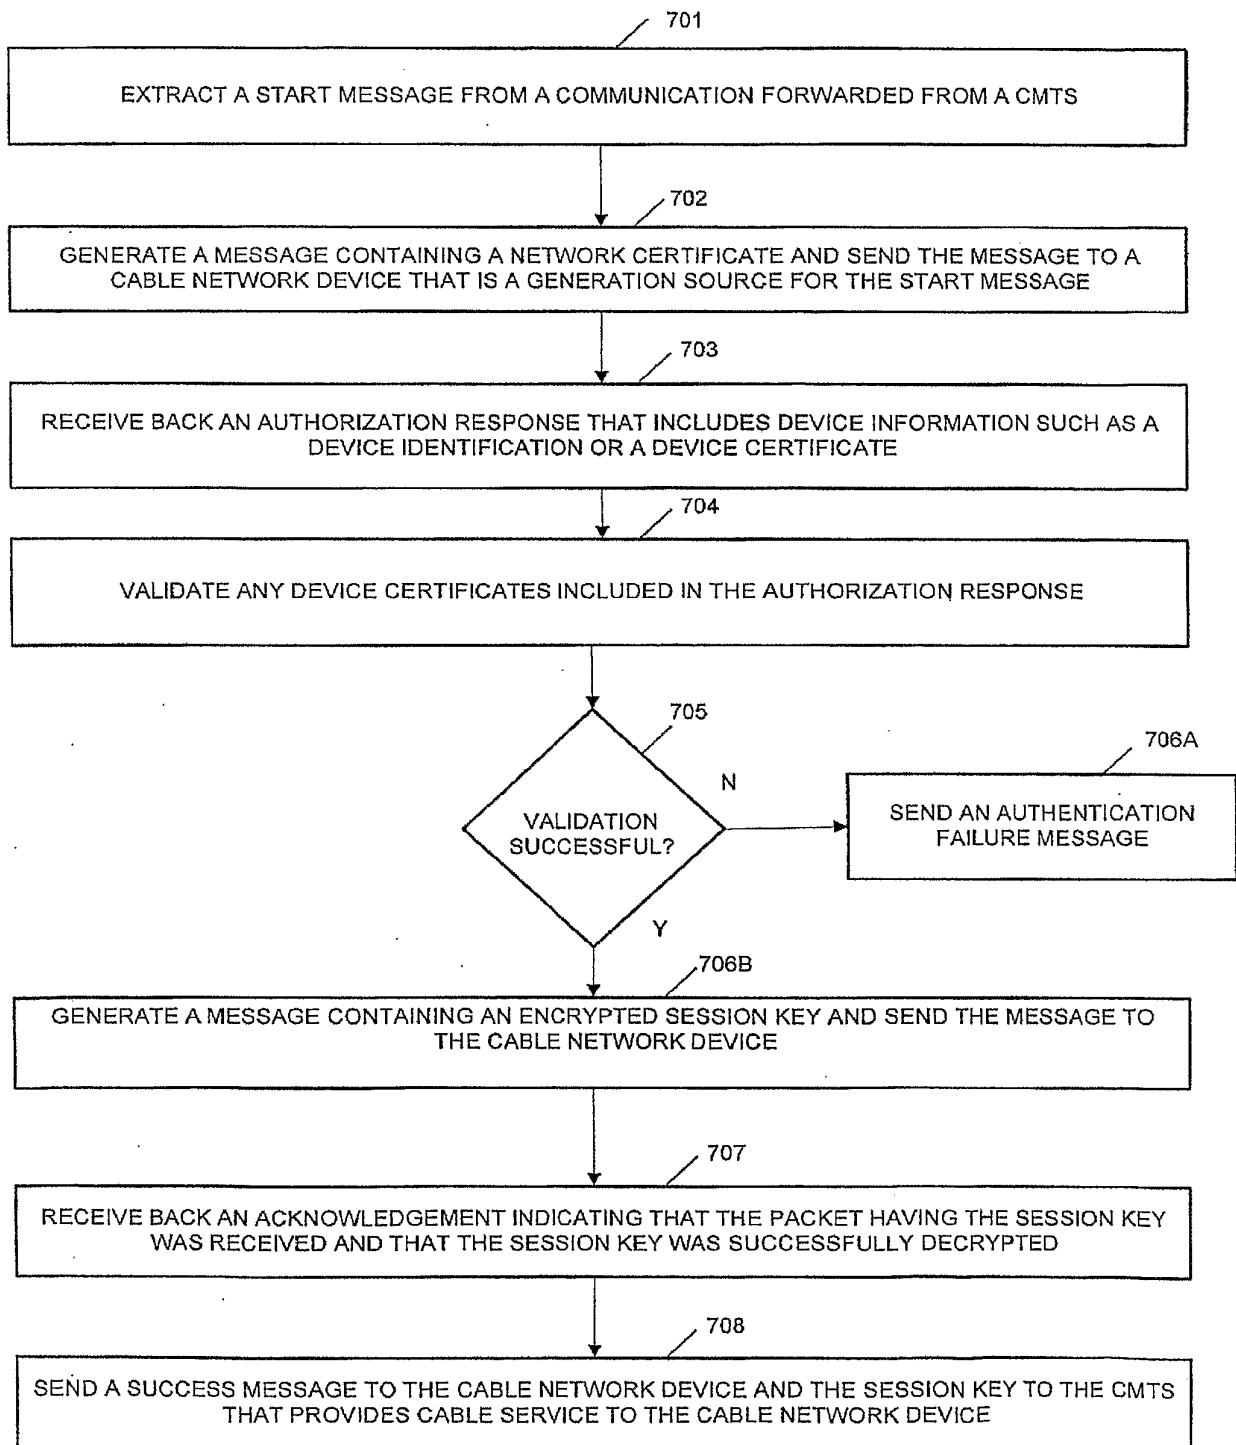 701
EXTRACT A START MESSAGE FROM A COMMUNICATION FORWARDED FROM A CMTS
702
GENERATE A MESSAGE CONTAINING A NETWORK CERTIFICATE AND SEND THE MESSAGE TO A
CABLE NETWORK DEVICE THAT IS A GENERATION SOURCE FOR THE START MESSAGE
703
RECEIVE BACK AN AUTHORIZATION RESPONSE THAT INCLUDES DEVICE INFORMATION SUCH AS A
DEVICE IDENTIFICATION OR A DEVICE CERTIFICATE
704
VALIDATE ANY DEVICE CERTIFICATES INCLUDED IN THE AUTHORIZATION RESPONSE
705
VALIDATION
SUCCESSFUL?
N
706A
SEND AN AUTHENTICATION
FAILURE MESSAGE
Y
706B
GENERATE A MESSAGE CONTAINING AN ENCRYPTED SESSION KEY AND SEND THE MESSAGE TO
THE CABLE NETWORK DEVICE
707
RECEIVE BACK AN ACKNOWLEDGEMENT INDICATING THAT THE PACKET HAVING THE SESSION KEY
WAS RECEIVED AND THAT THE SESSION KEY WAS SUCCESSFULLY DECRYPTED
708
SEND A SUCCESS MESSAGE TO THE CABLE NETWORK DEVICE AND THE SESSION KEY TO THE CMTS
THAT PROVIDES CABLE SERVICE TO THE CABLE NETWORK DEVICE